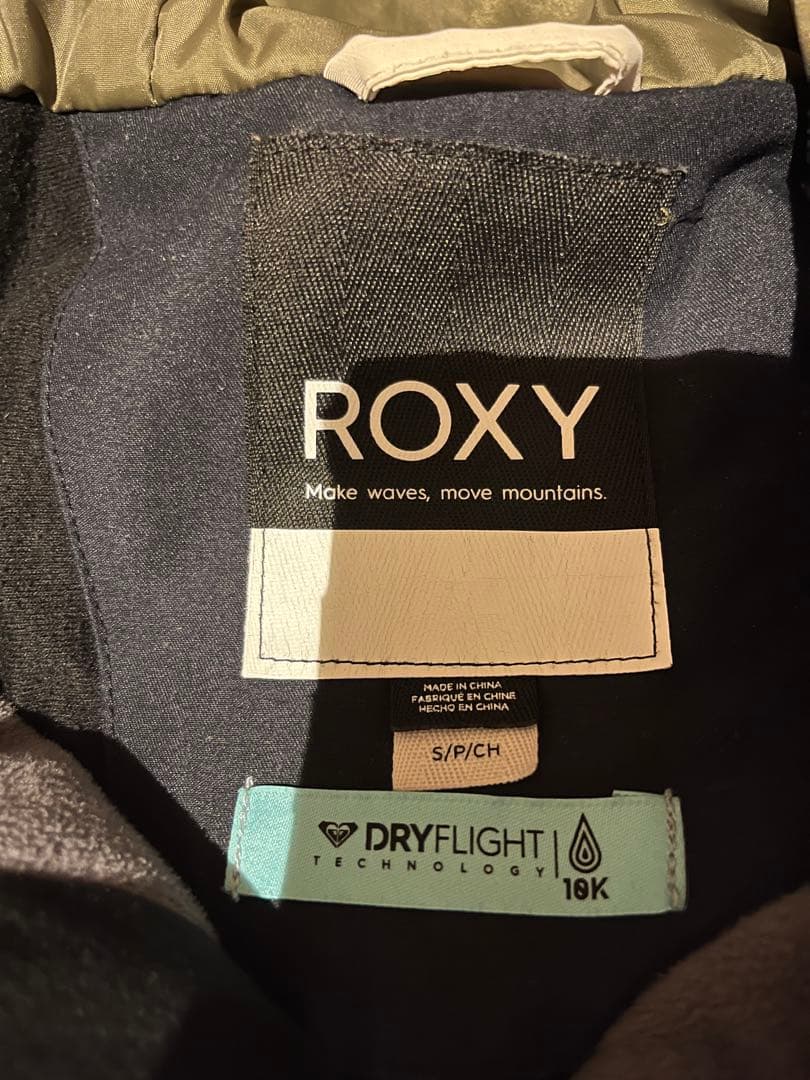 ROXY
Make waves, move mountains.
MADE IN CHINA
FABRIQUÉ EN CHINE
HECHO EN CHINA
S/P/CH
DRYFLIGHT
TECHNOLOGY
10K